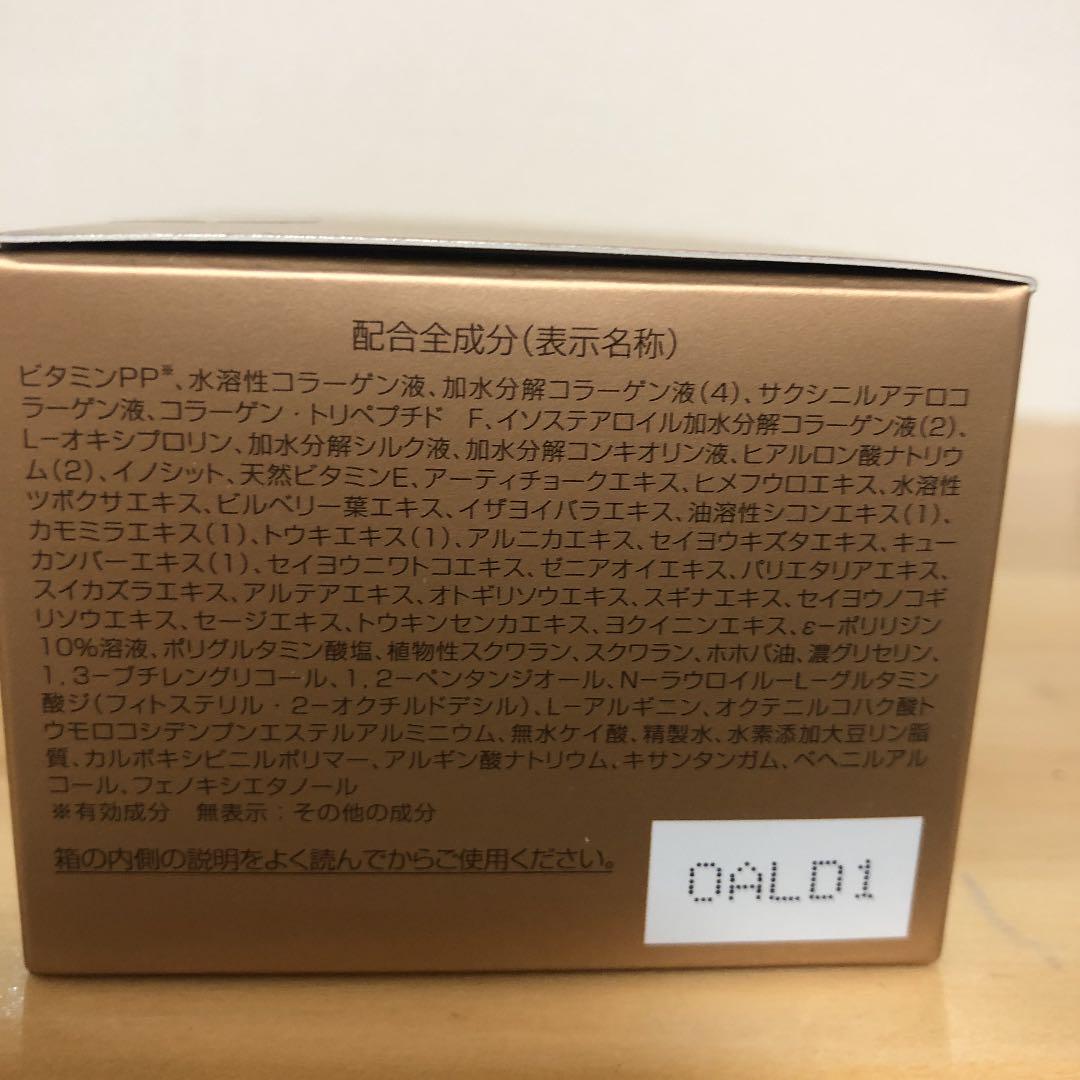 配合全成分(表示名称)
ビタミンPP※、水溶性コラーゲン液、加水分解コラーゲン液(4)、サクシニルアテロコ
ラーゲン液、コラーゲン・トリペプチド F、イソステアロイル加水分解コラーゲン液(2)、
L-オキシプロリン、加水分解シルク液、加水分解コンキオリン液、ヒアルロン酸ナトリウ
ム(2)、イノシット、天然ビタミンE、アーティチョークエキス、ヒメフウロエキス、水溶性
ツボクサエキス、ビルベリー葉エキス、イザヨイバラエキス、油溶性シコンエキス(1)、
カモミラエキス(1)、トウキエキス(1)、アルニカエキス、セイヨウキズタエキス、キュー
カンバーエキス(1)、セイヨウニワトコエキス、ゼニアオイエキス、パリエタリアエキス、
スイカズラエキス、アルテアエキス、オトギリソウエキス、スギナエキス、セイヨウノコギ
リソウエキス、セージエキス、トウキンセンカエキス、ヨクイニンエキス、ε-ポリリジン
10%溶液、ポリグルタミン酸塩、植物性スクワラン、スクワラン、ホホバ油、濃グリセリン、
1,3-ブチレングリコール、1,2-ペンタンジオール、N-ラウロイル-L-グルタミン
酸ジ(フィトステリル・2-オクチルドデシル)、L-アルギニン、オクテニルコハク酸ト
ウモロコシデンプンエステルアルミニウム、無水ケイ酸、精製水、水素添加大豆リン脂
質、カルボキシビニルポリマー、アルギン酸ナトリウム、キサンタンガム、ベヘニルアル
コール、フェノキシエタノール
※有効成分 無表示:その他の成分
箱の内側の説明をよく読んでからご使用ください。
OALD1